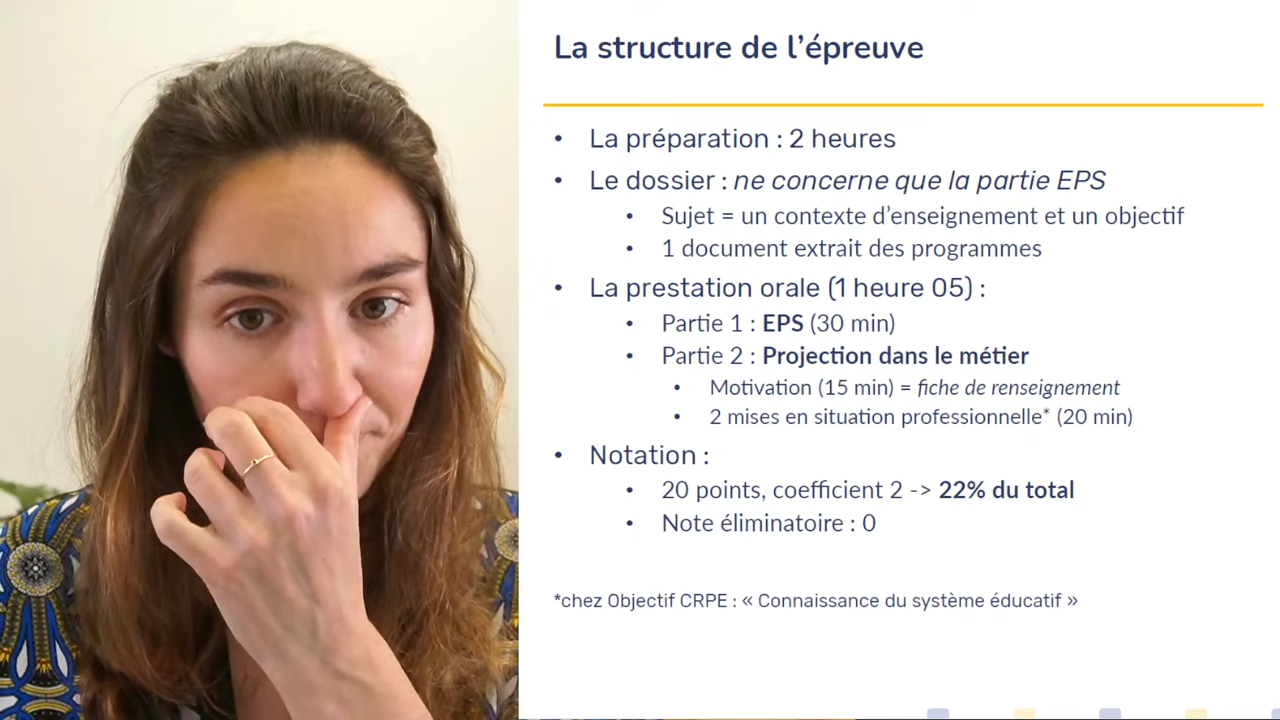 La structure de l’épreuve
• La préparation : 2 heures
• Le dossier : ne concerne que la partie EPS
• Sujet = un contexte d’enseignement et un objectif
• 1 document extrait des programmes
• La prestation orale (1 heure 05) :
• Partie 1 : EPS (30 min)
• Partie 2 : Projection dans le métier
• Motivation (15 min) = fiche de renseignement
• 2 mises en situation professionnelle* (20 min)
• Notation :
• 20 points, coefficient 2 -> 22% du total
• Note éliminatoire : 0
*chez Objectif CRPE : « Connaissance du système éducatif »